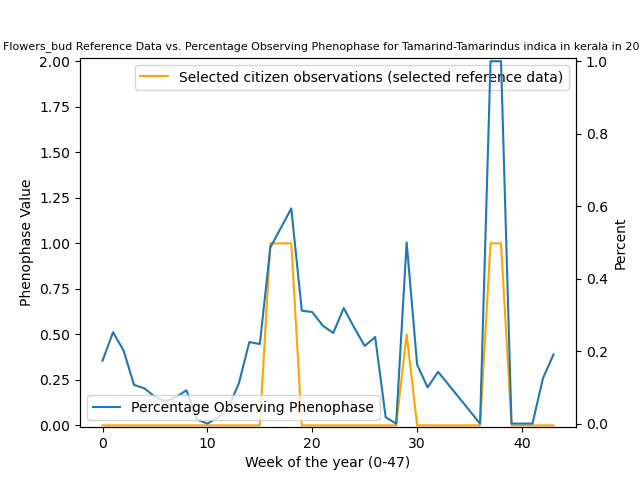 Flowers_bud Reference Data vs. Percentage Observing Phenophase for Tamarind-Tamarindus indica in kerala in 20
Selected citizen observations (selected reference data)
Percentage Observing Phenophase
Phenophase Value
2.00
1.75
1.50
1.25
1.00
0.75
0.50
0.25
0.00
1.0
0.8
0.6
0.4
0.2
0.0
Percent
0 10 20 30 40
Week of the year (0-47)